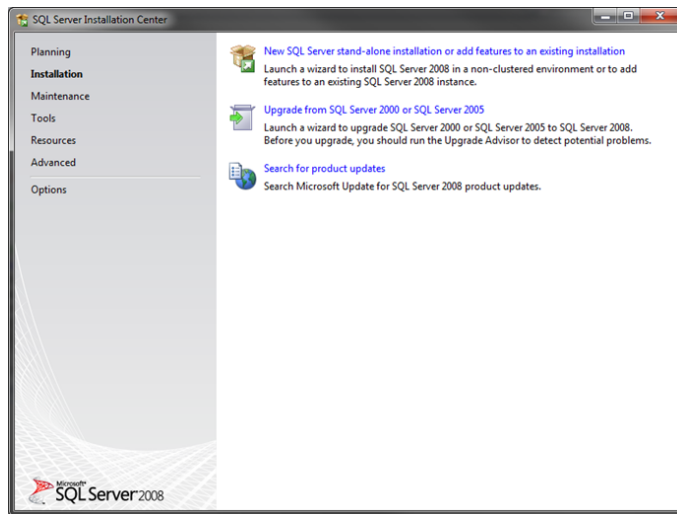 SQL Server Installation Center
Planning
Installation
Maintenance
Tools
Resources
Advanced
Options
New SQL Server stand-alone installation or add features to an existing installation
Launch a wizard to install SQL Server 2008 in a non-clustered environment or to add
features to an existing SQL Server 2008 instance.
Upgrade from SQL Server 2000 or SQL Server 2005
Launch a wizard to upgrade SQL Server 2000 or SQL Server 2005 to SQL Server 2008.
Before you upgrade, you should run the Upgrade Advisor to detect potential problems.
Search for product updates
Search Microsoft Update for SQL Server 2008 product updates.
Microsoft
SQL Server 2008